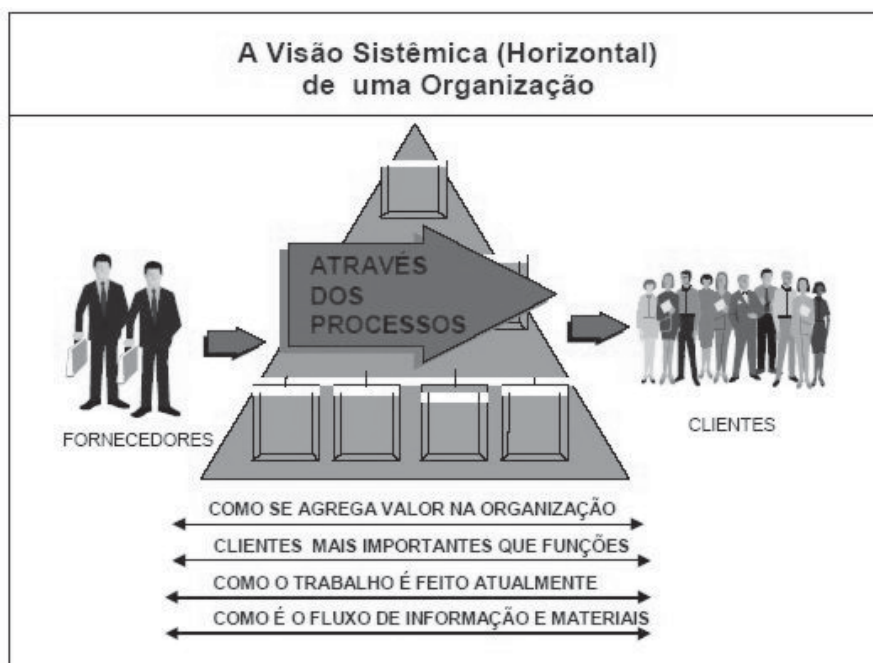 A Visão Sistêmica (Horizontal)
de uma Organização
ATRAVÉS
DOS
PROCESSOS
FORNECEDORES
CLIENTES
COMO SE AGREGA VALOR NA ORGANIZAÇÃO
CLIENTES MAIS IMPORTANTES QUE FUNÇÕES
COMO O TRABALHO É FEITO ATUALMENTE
COMO É O FLUXO DE INFORMAÇÃO E MATERIAIS